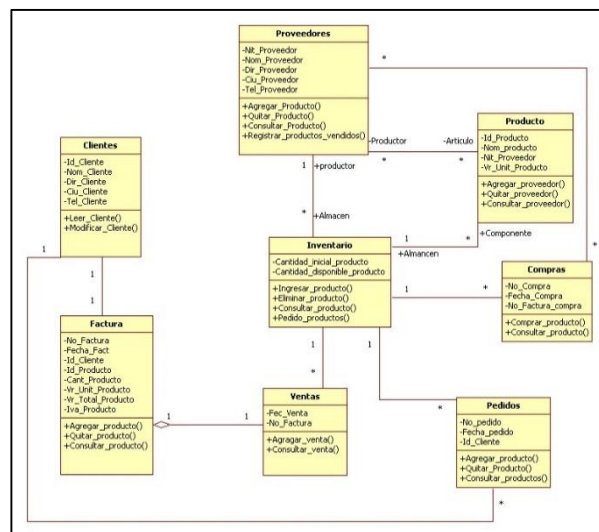 Proveedores
-Nit_Proveedor
-Nom_Proveedor
-Dir_Proveedor
-Ciu_Proveedor
-Tel_Proveedor
+Agregar_Producto()
+Quitar_Producto()
+Consultar_Producto()
+Registrar_productos_vendidos()
*
*
-Productor
-Articulo
*
*
1
+productor
*
+Almacen
Producto
-Id_Producto
-Nom_producto
-Nit_Proveedor
-Vr_Unit_Producto
+Agregar_proveedor()
+Quitar_proveedor()
+Consultar_proveedor()
+Componente
*
1
+Almancen
Clientes
-Id_Cliente
-Nom_Cliente
-Dir_Cliente
-Ciu_Cliente
-Tel_Cliente
+Leer_Cliente()
+Modificar_Cliente()
1
1
1
Inventario
-Cantidad_inicial_producto
-Cantidad_disponible_producto
+Ingresar_producto()
+Eliminar_producto()
+Consultar_producto()
+Pedido_productos()
1
*
1
*
1
*
Compras
-No_Compra
-Fecha_Compra
-No_Factura_compra
+Comprar_producto()
+Consultar_producto()
Factura
-No_Factura
-Fecha_Fact
-Id_Cliente
-Id_Producto
-Cant_Producto
-Vr_Unit_Producto
-Vr_Total_Producto
-Iva_Producto
+Agregar_producto()
+Quitar_producto()
+Consultar_producto()
1
1
Ventas
-Fec_Venta
-No_Factura
+Agragar_venta()
+Consultar_venta()
Pedidos
-No_pedido
-Fecha_pedido
-Id_Cliente
+Agregar_producto()
+Quitar_Producto()
+Consultar_productos()
*